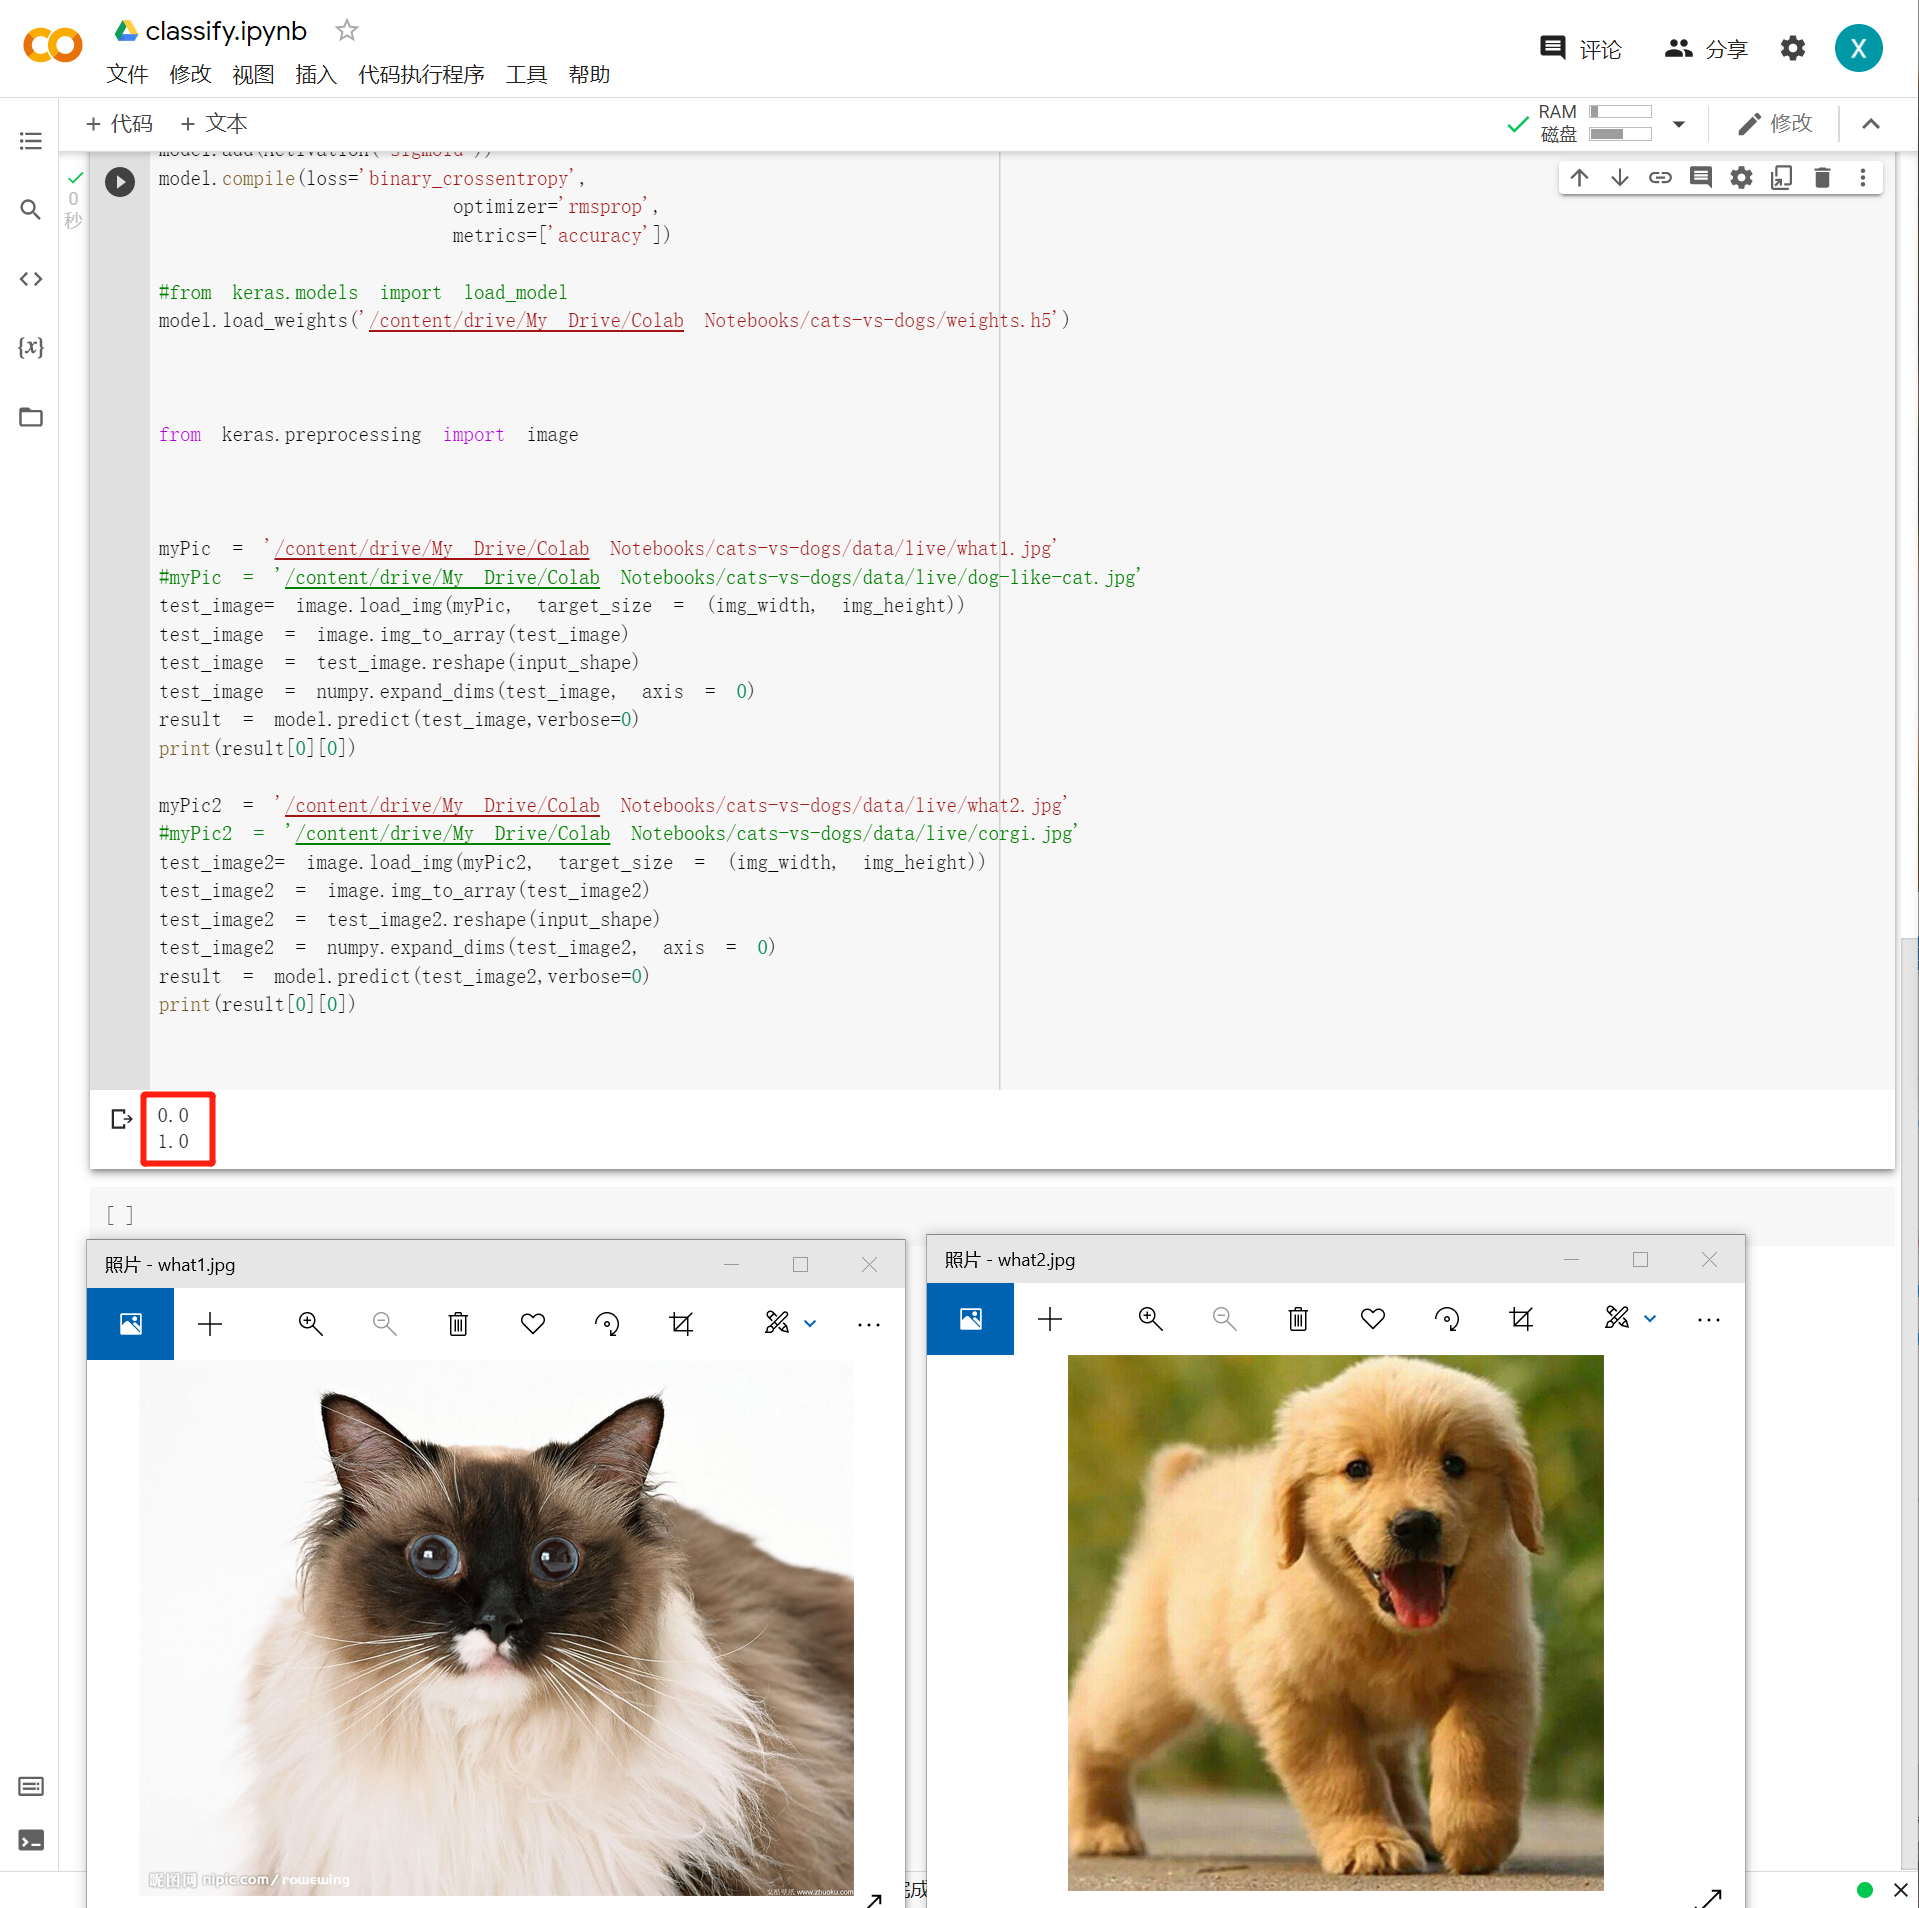 classify.ipynb
文件 修改 视图 插入 代码执行程序 工具 帮助
评论 分享 X
+ 代码 + 文本
RAM
磁盘
修改
0
秒
model.add(Activation('sigmoid'))
model.compile(loss='binary_crossentropy',
optimizer='rmsprop',
metrics=['accuracy'])
#from keras.models import load_model
model.load_weights('/content/drive/My Drive/Colab Notebooks/cats-vs-dogs/weights.h5')
{x}
from keras.preprocessing import image
myPic = '/content/drive/My Drive/Colab Notebooks/cats-vs-dogs/data/live/what1.jpg'
#myPic = '/content/drive/My Drive/Colab Notebooks/cats-vs-dogs/data/live/dog-like-cat.jpg'
test_image= image.load_img(myPic, target_size = (img_width, img_height))
test_image = image.img_to_array(test_image)
test_image = test_image.reshape(input_shape)
test_image = numpy.expand_dims(test_image, axis = 0)
result = model.predict(test_image,verbose=0)
print(result[0][0])
myPic2 = '/content/drive/My Drive/Colab Notebooks/cats-vs-dogs/data/live/what2.jpg'
#myPic2 = '/content/drive/My Drive/Colab Notebooks/cats-vs-dogs/data/live/corgi.jpg'
test_image2= image.load_img(myPic2, target_size = (img_width, img_height))
test_image2 = image.img_to_array(test_image2)
test_image2 = test_image2.reshape(input_shape)
test_image2 = numpy.expand_dims(test_image2, axis = 0)
result = model.predict(test_image2,verbose=0)
print(result[0][0])
0.0
1.0
[ ]
照片 - what1.jpg
照片 - what2.jpg
昵图网 nipic.com/rowewing
www.zhuoku.com
完成